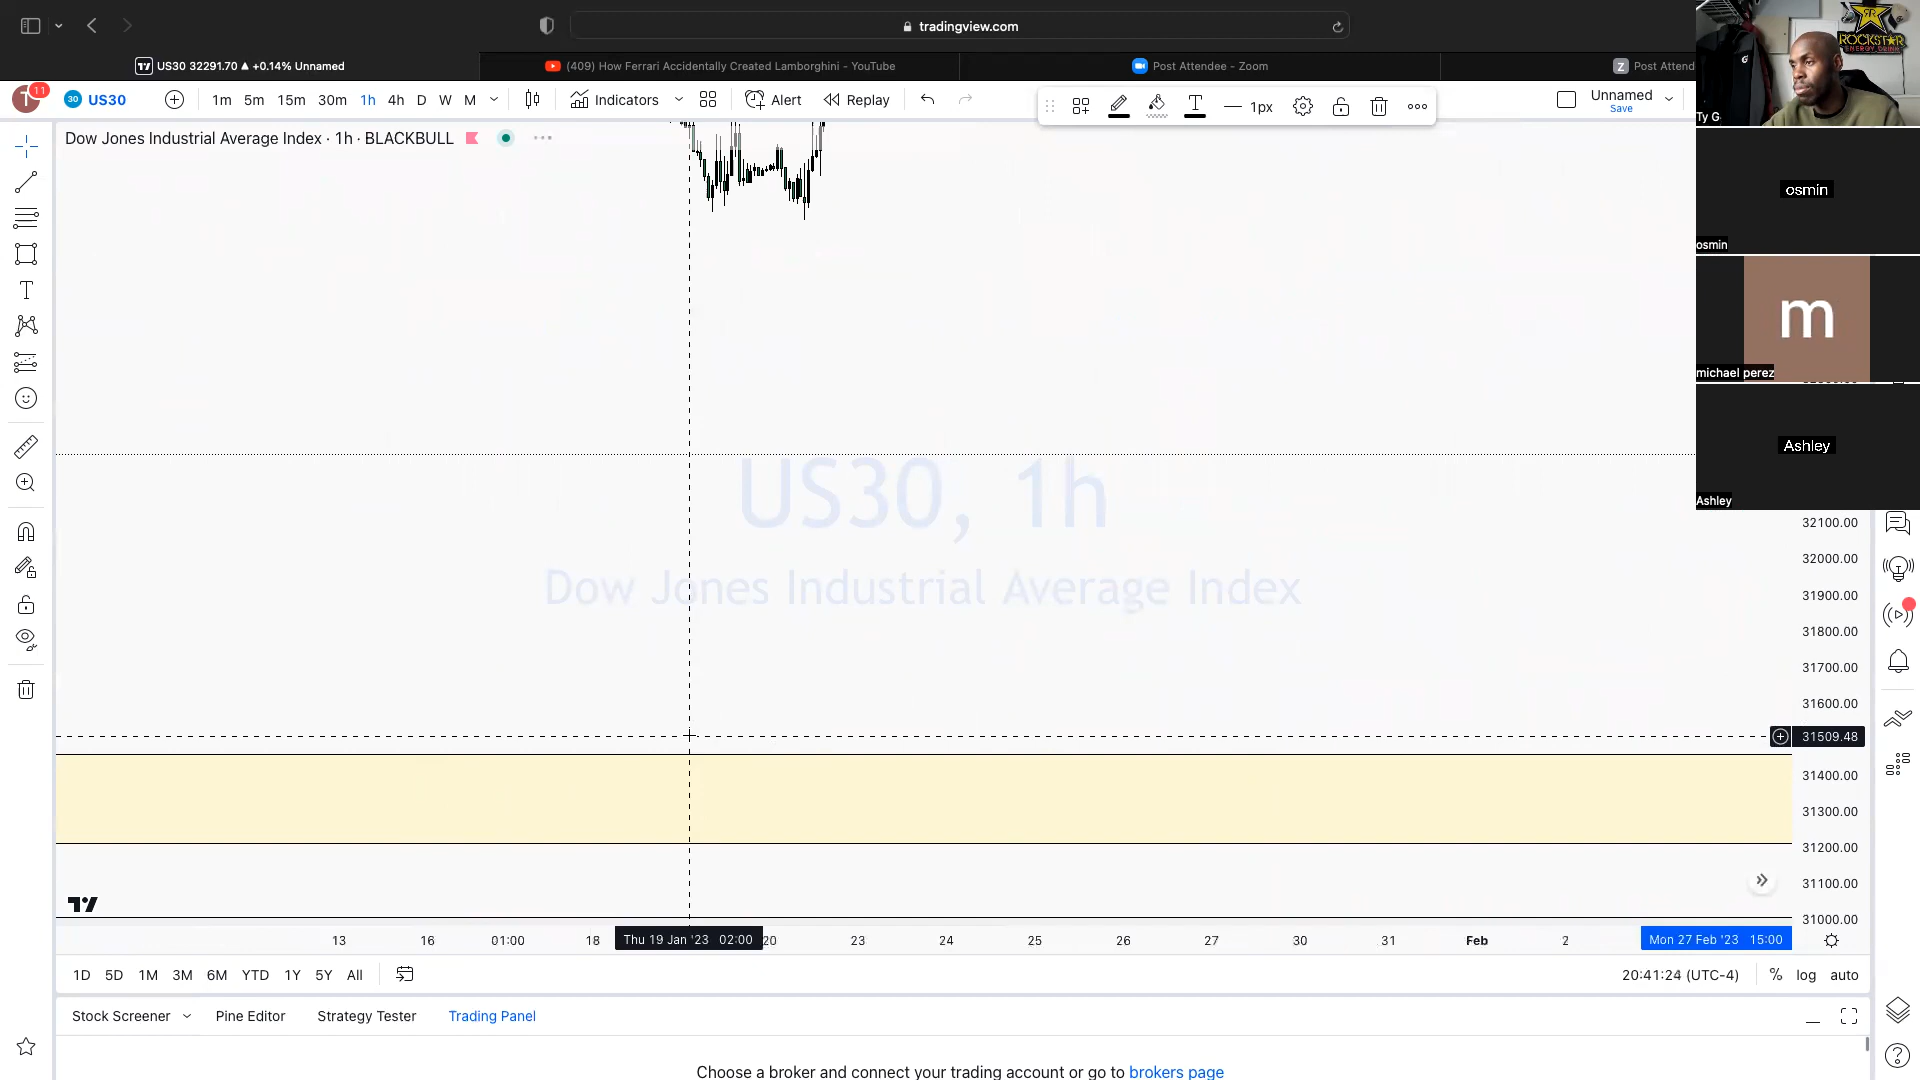 tradingview.com
US30 32291.70 ▲ +0.14% Unnamed
(409) How Ferrari Accidentally Created Lamborghini - YouTube
Post Attendee - Zoom
Z Post Atten
ROCKSTAR
ENERGY DRINK
Ty G
T 11
30 US30
1m 5m 15m 30m 1h 4h D W M
Indicators
Alert
Replay
T
1px
Unnamed
Save
Dow Jones Industrial Average Index · 1h · BLACKBULL
osmin
osmin
m
michael perez
Ashley
Ashley
US30, 1h
Dow Jones Industrial Average Index
32100.00
32000.00
31900.00
31800.00
31700.00
31600.00
31509.48
31400.00
31300.00
31200.00
31100.00
31000.00
13 16 01:00 18 Thu 19 Jan '23 02:00 20 23 24 25 26 27 30 31 Feb 2 Mon 27 Feb '23 15:00
1D 5D 1M 3M 6M YTD 1Y 5Y All
20:41:24 (UTC-4) % log auto
Stock Screener Pine Editor Strategy Tester Trading Panel
Choose a broker and connect your trading account or go to brokers page